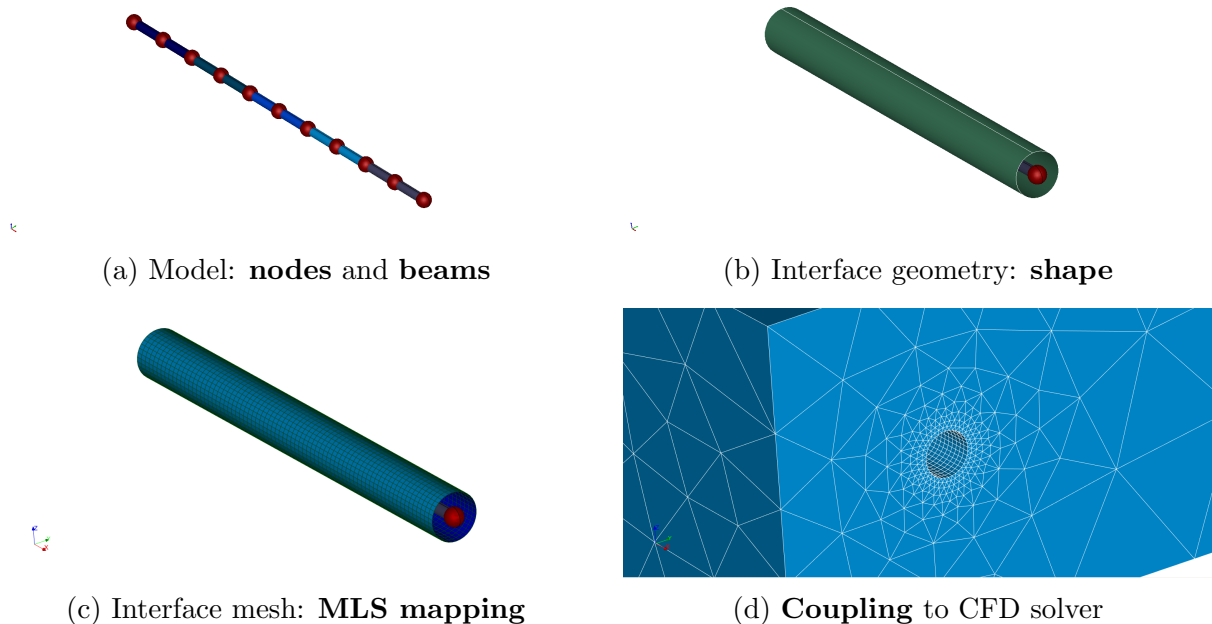 (a) Model: nodes and beams
(b) Interface geometry: shape
(c) Interface mesh: MLS mapping
(d) Coupling to CFD solver